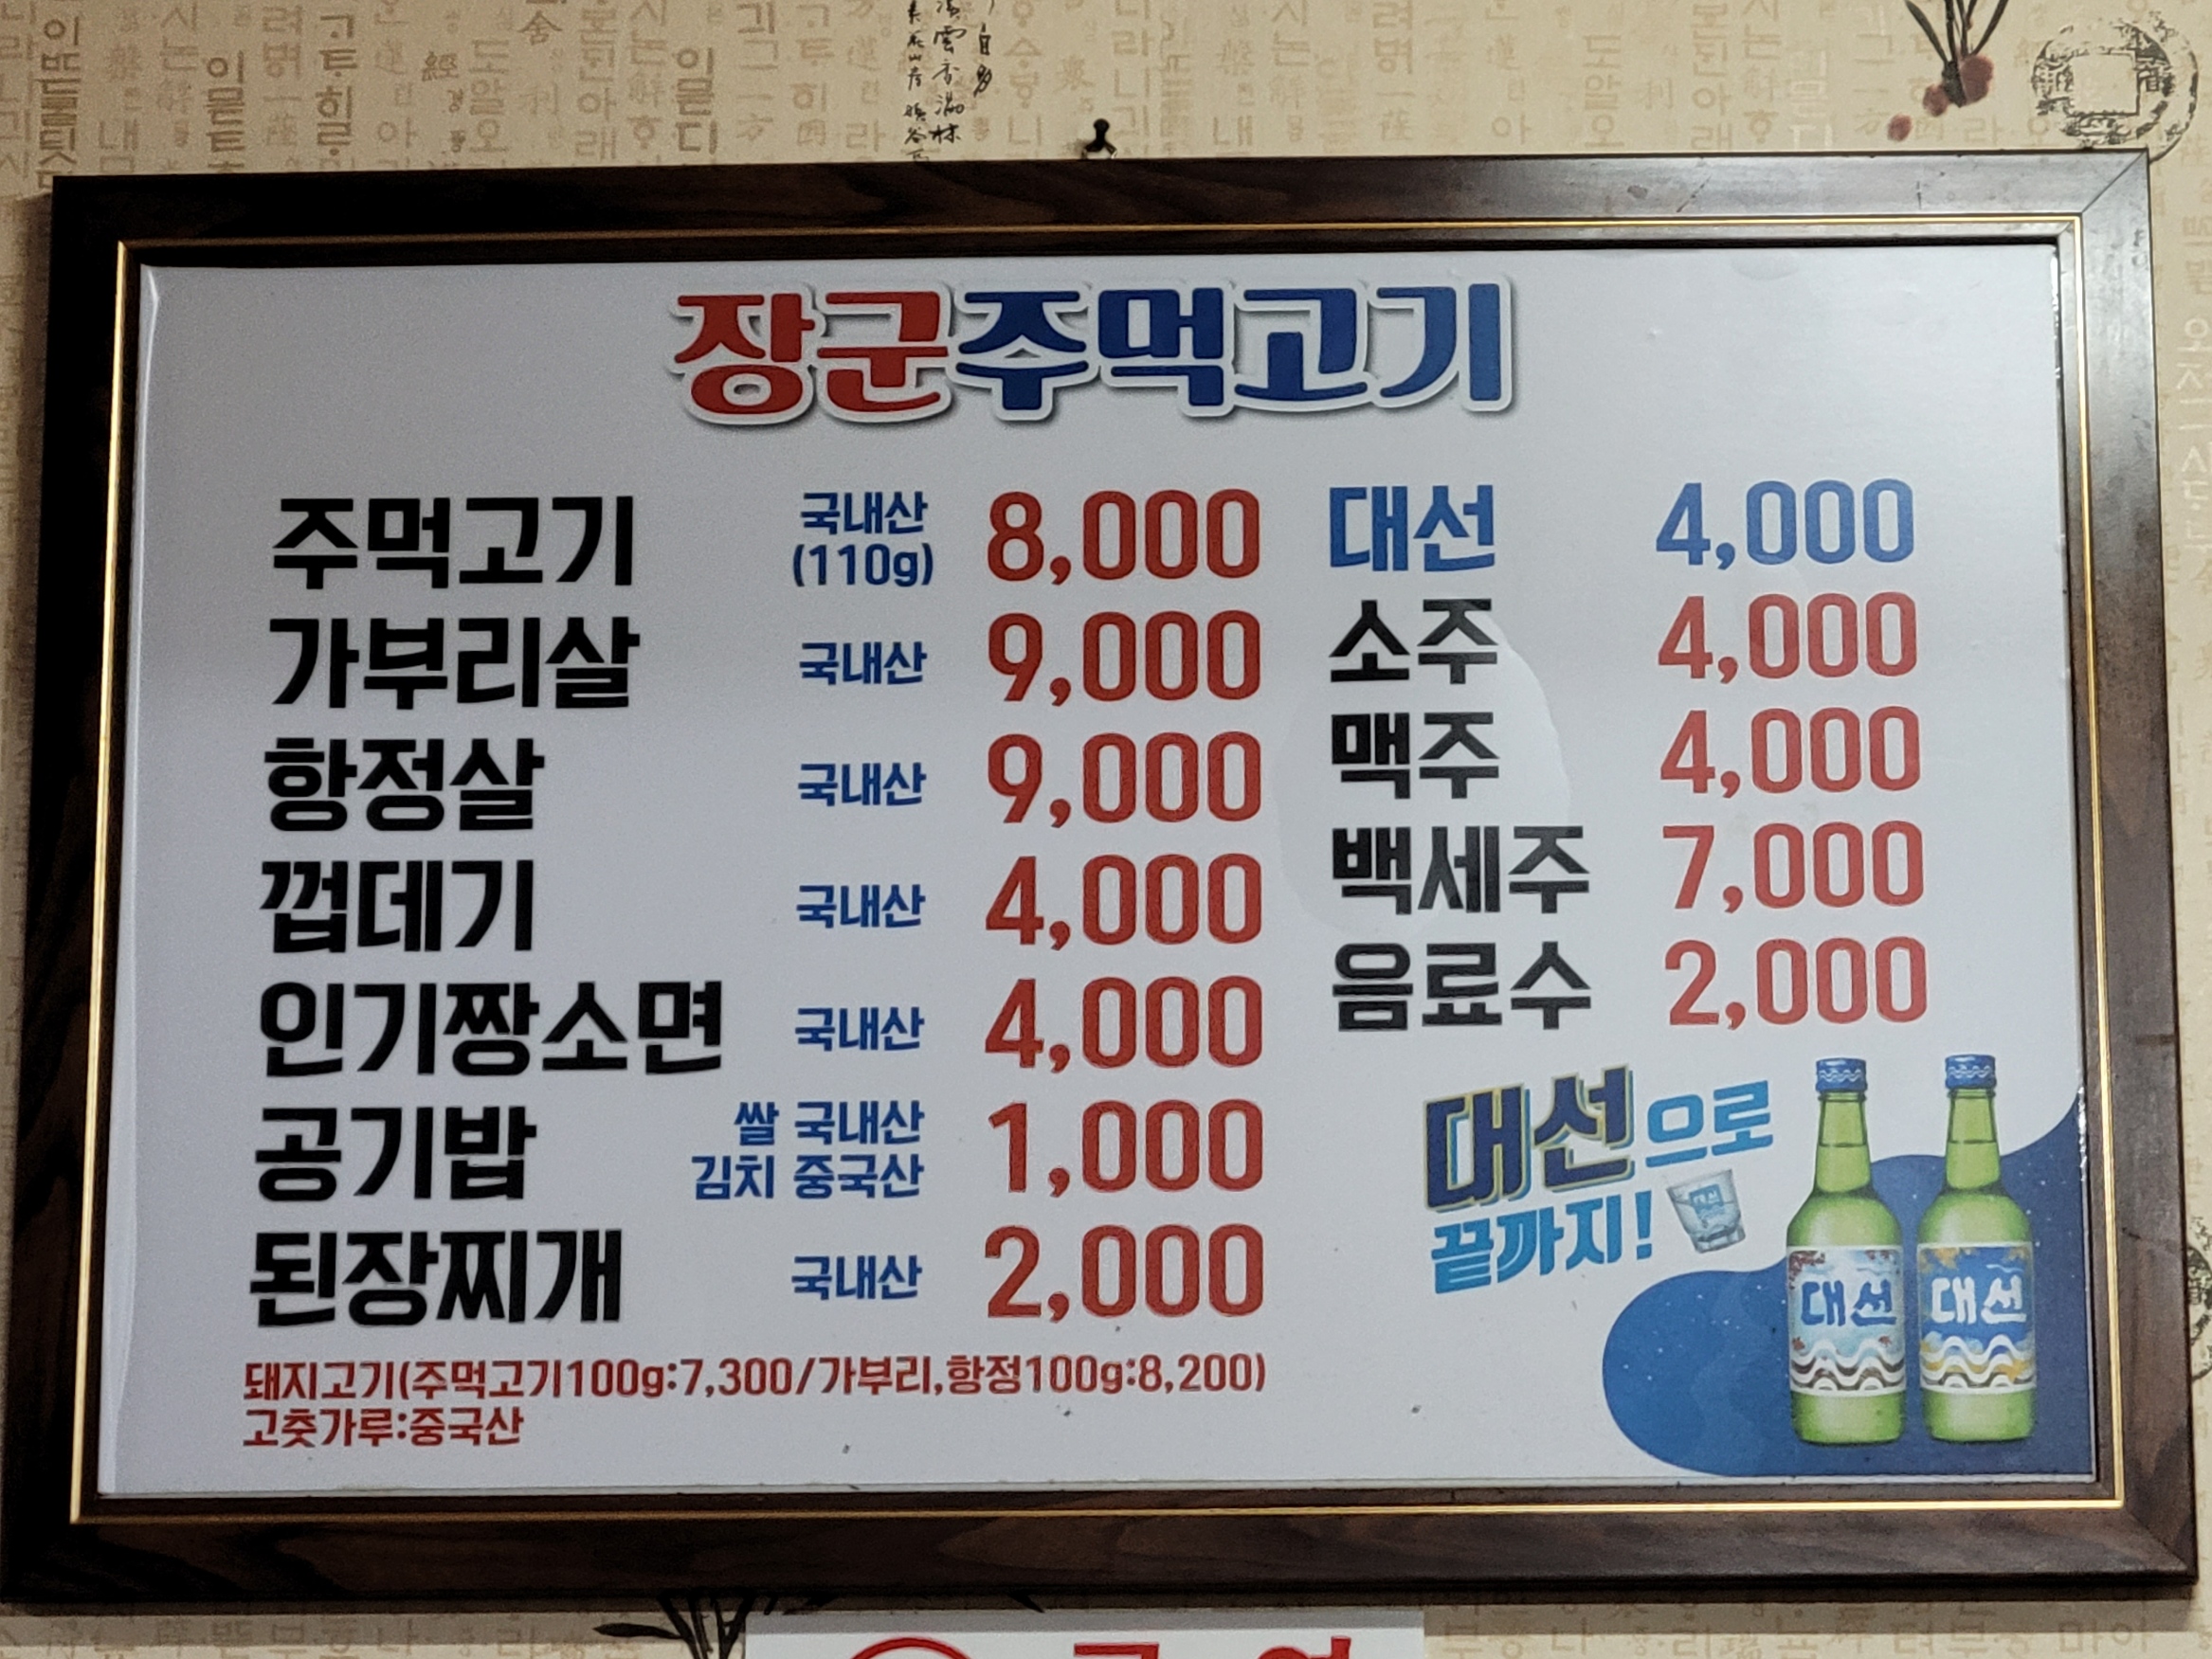 장군주먹고기
주먹고기 국내산 (110g) 8,000
가부리살 국내산 9,000
항정살 국내산 9,000
껍데기 국내산 4,000
인기짱소면 국내산 4,000
공기밥 쌀 국내산 김치 중국산 1,000
된장찌개 국내산 2,000
돼지고기(주먹고기100g:7,300/가부리,항정100g:8,200)
고춧가루:중국산
대선 4,000
소주 4,000
맥주 4,000
백세주 7,000
음료수 2,000
대선으로
끝까지!
대선
대선 대선